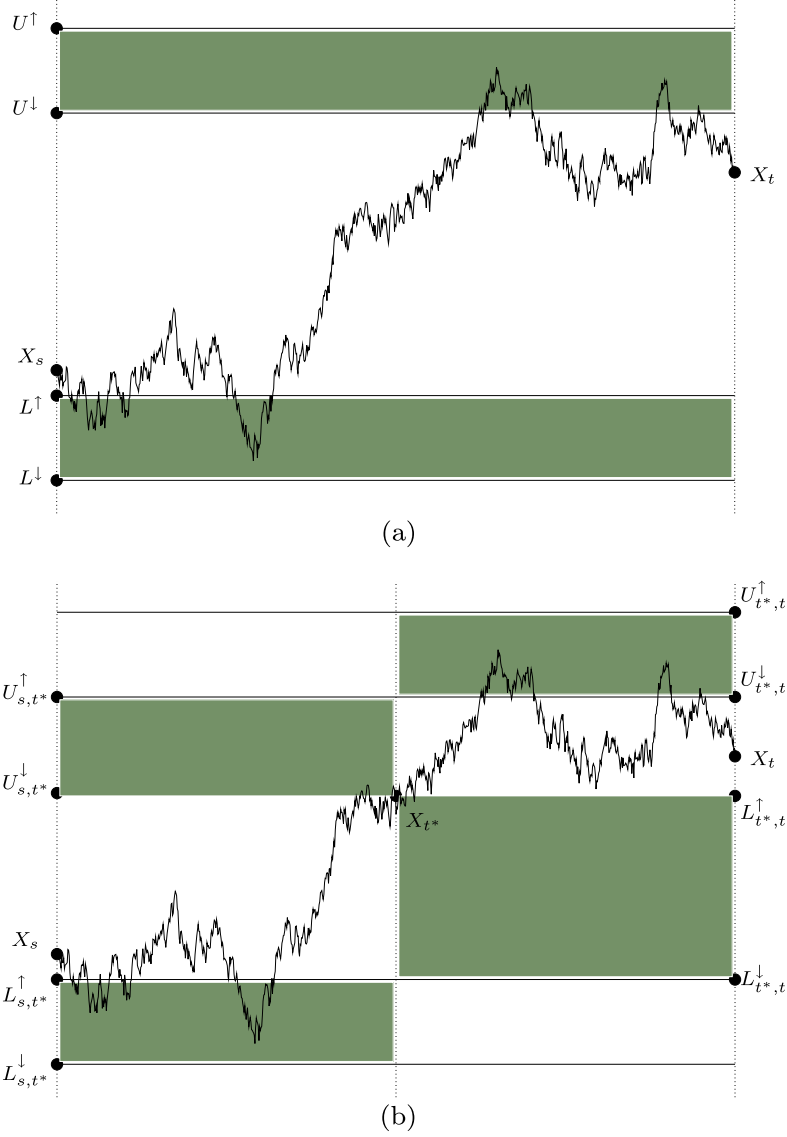 U↑
U↓
X_t
X_s
L↑
L↓
(a)
U↑_{t*,t}
U↑_{s,t*}
U↓_{t*,t}
X_t
U↓_{s,t*}
L↑_{t*,t}
X_{t*}
X_s
L↑_{s,t*}
L↓_{t*,t}
L↓_{s,t*}
(b)